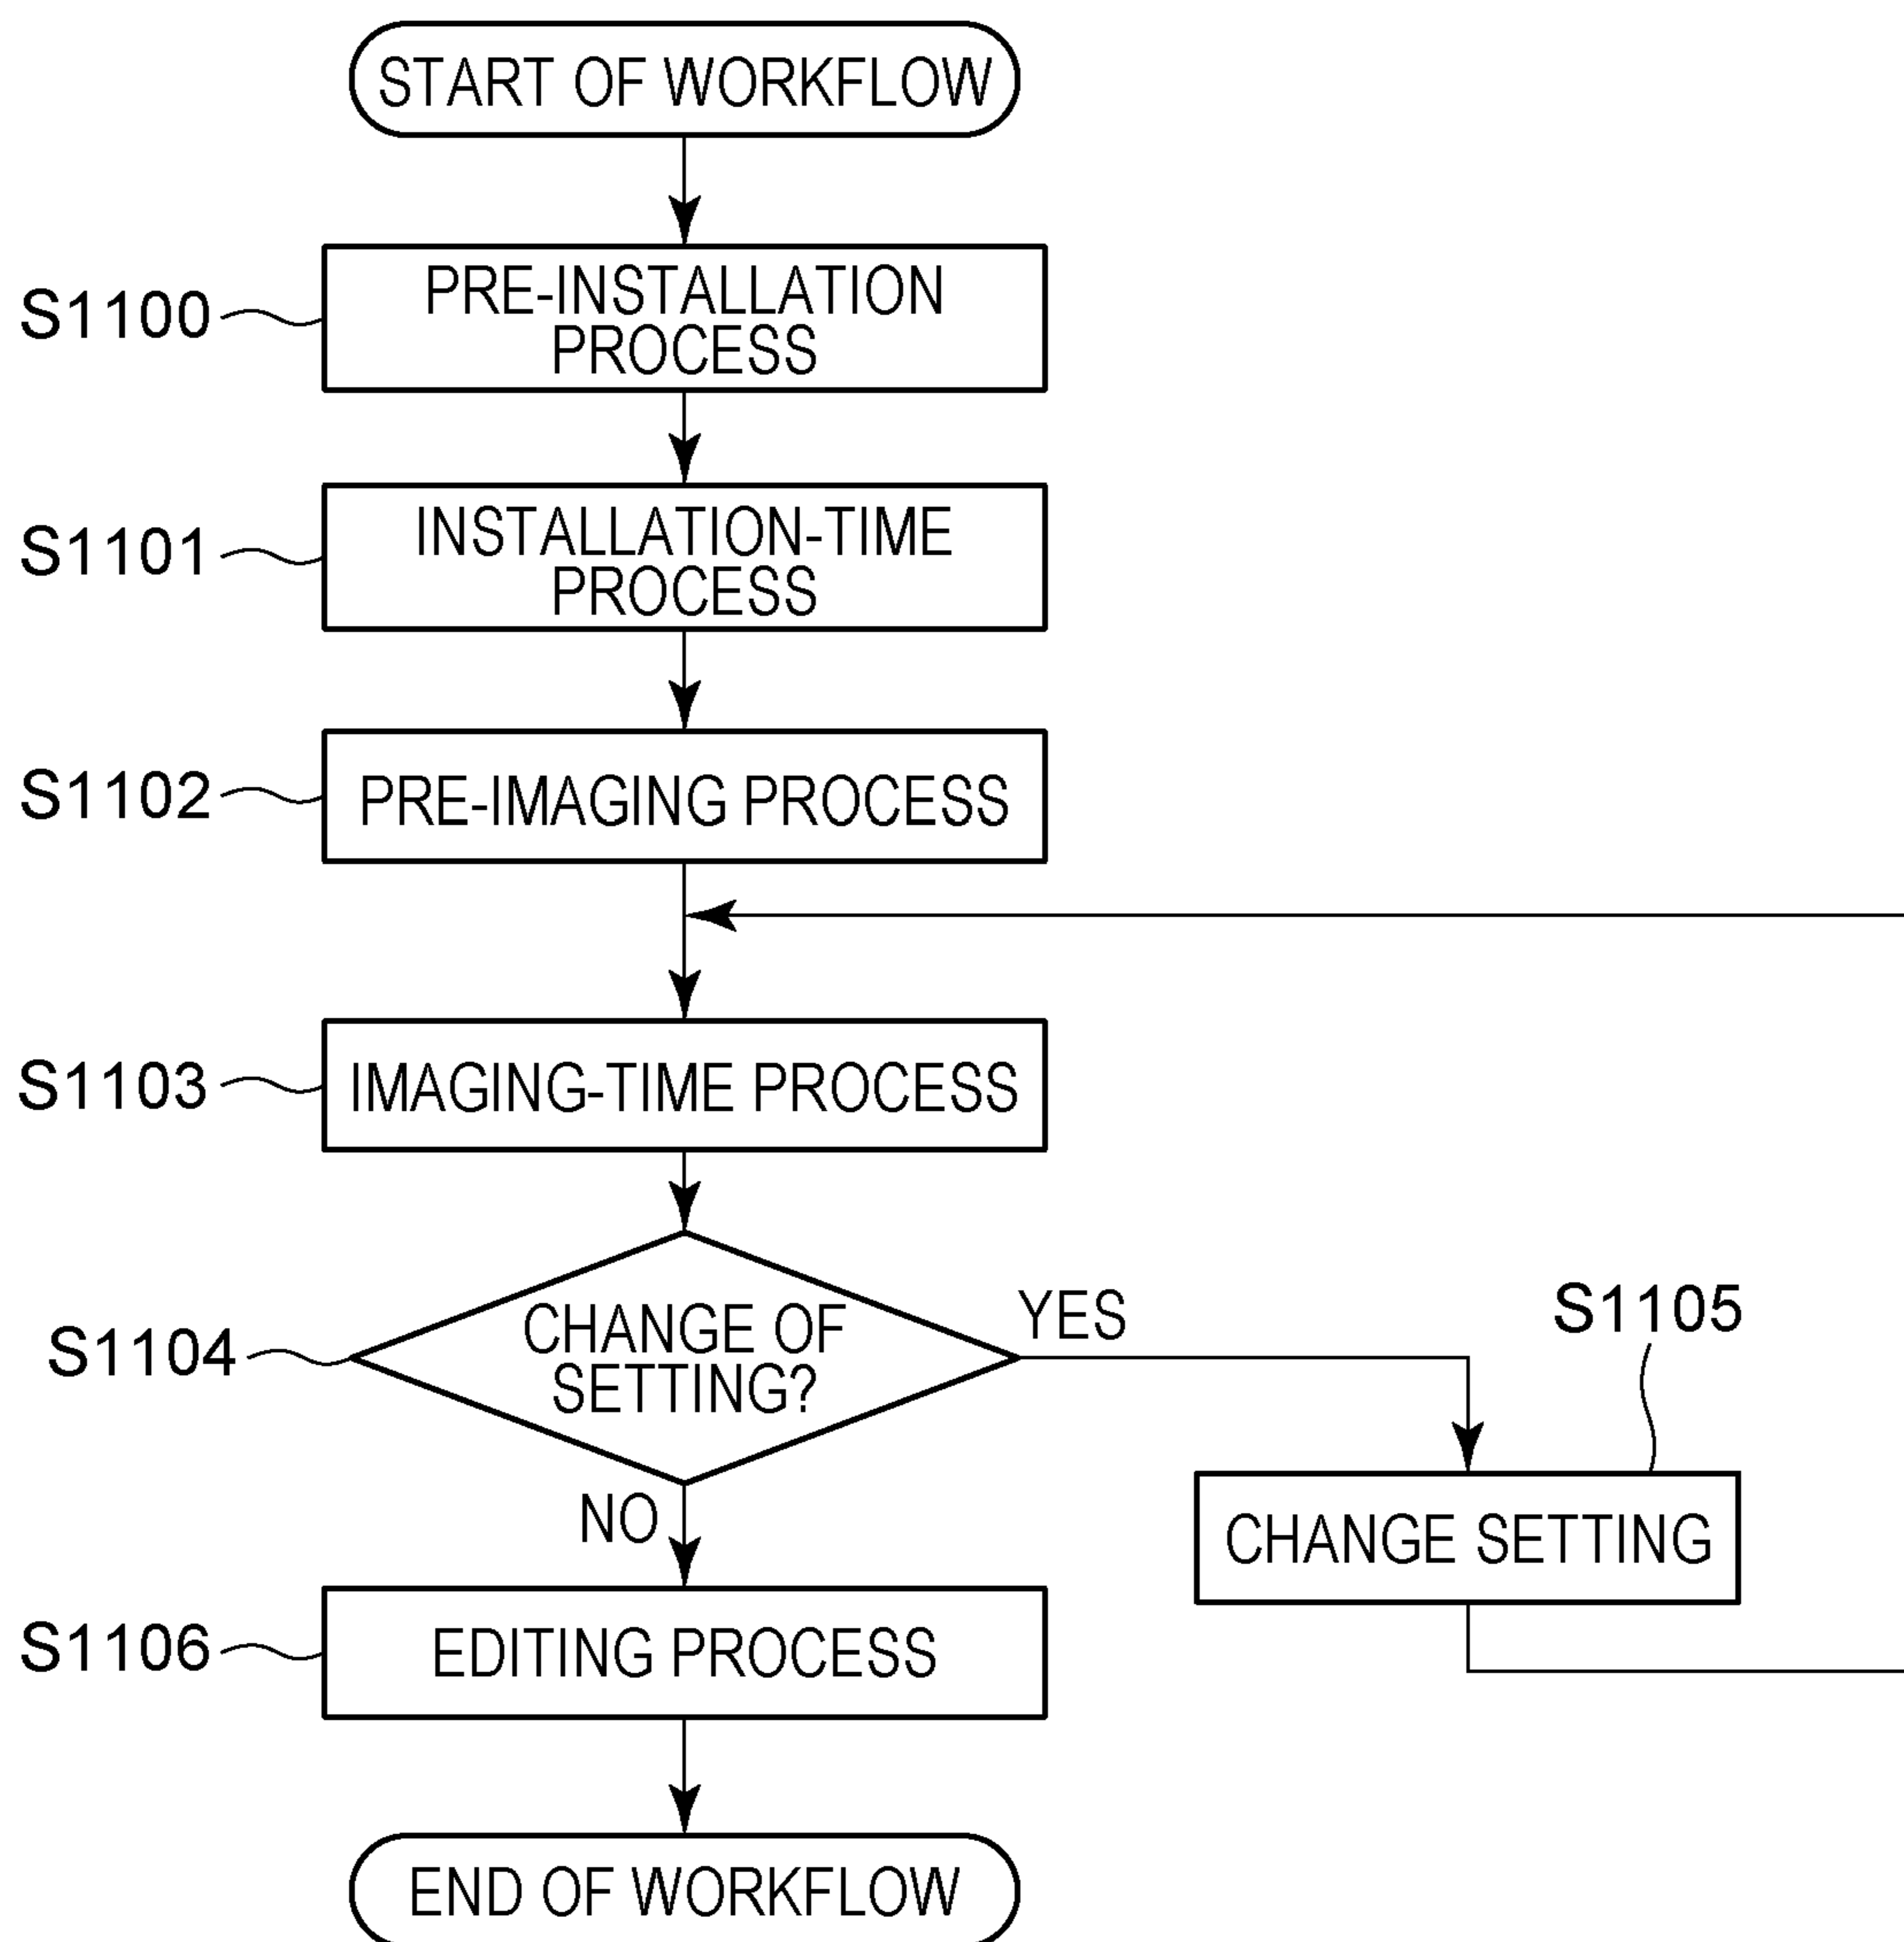 START OF WORKFLOW
S1100
PRE-INSTALLATION
PROCESS
S1101
INSTALLATION-TIME
PROCESS
S1102
PRE-IMAGING PROCESS
S1103
IMAGING-TIME PROCESS
S1104
CHANGE OF
SETTING?
YES
S1105
NO
CHANGE SETTING
S1106
EDITING PROCESS
END OF WORKFLOW